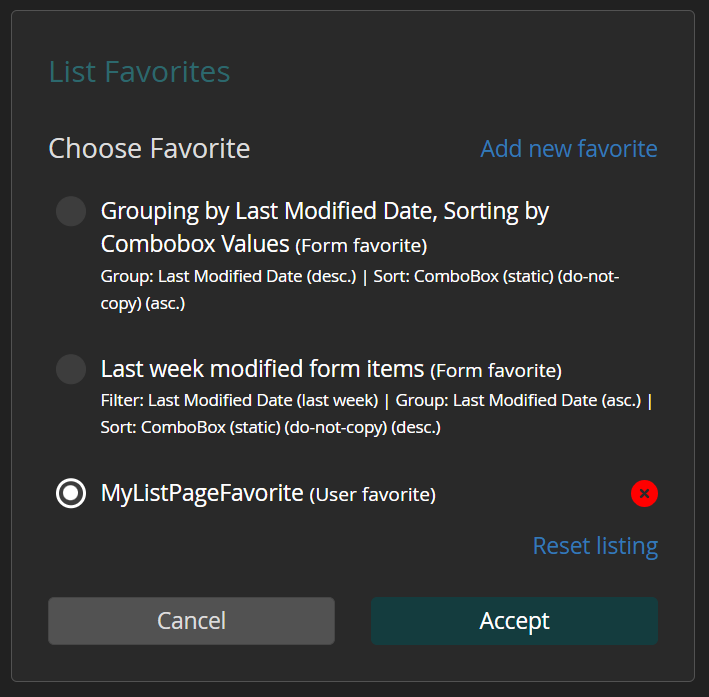 List Favorites
Choose Favorite
Add new favorite
Grouping by Last Modified Date, Sorting by
Combobox Values (Form favorite)
Group: Last Modified Date (desc.) | Sort: ComboBox (static) (do-not-
copy) (asc.)
Last week modified form items (Form favorite)
Filter: Last Modified Date (last week) | Group: Last Modified Date (asc.) |
Sort: ComboBox (static) (do-not-copy) (desc.)
MyListPageFavorite (User favorite)
Reset listing
Cancel
Accept